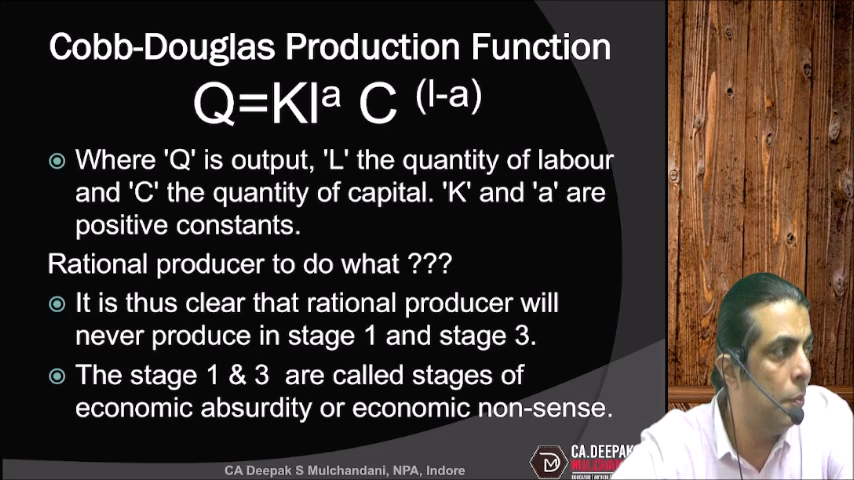 Cobb-Douglas Production Function
Q=Klᵃ C ⁽ˡ⁻ᵃ⁾
Where 'Q' is output, 'L' the quantity of labour
and 'C' the quantity of capital. 'K' and 'a' are
positive constants.
Rational producer to do what ???
It is thus clear that rational producer will
never produce in stage 1 and stage 3.
The stage 1 & 3 are called stages of
economic absurdity or economic non-sense.
CA Deepak S Mulchandani, NPA, Indore
CA.DEEPAK